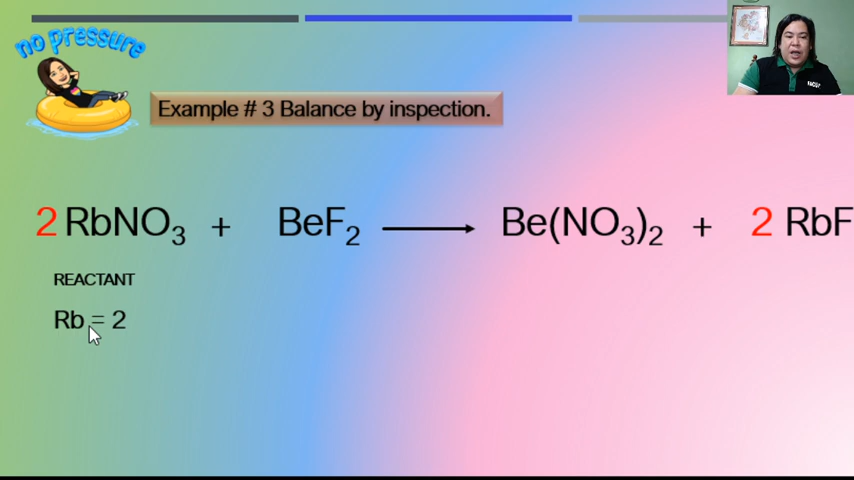 no pressure
Example # 3 Balance by inspection.
2 RbNO₃ + BeF₂ ⟶ Be(NO₃)₂ + 2 RbF
REACTANT
Rb = 2